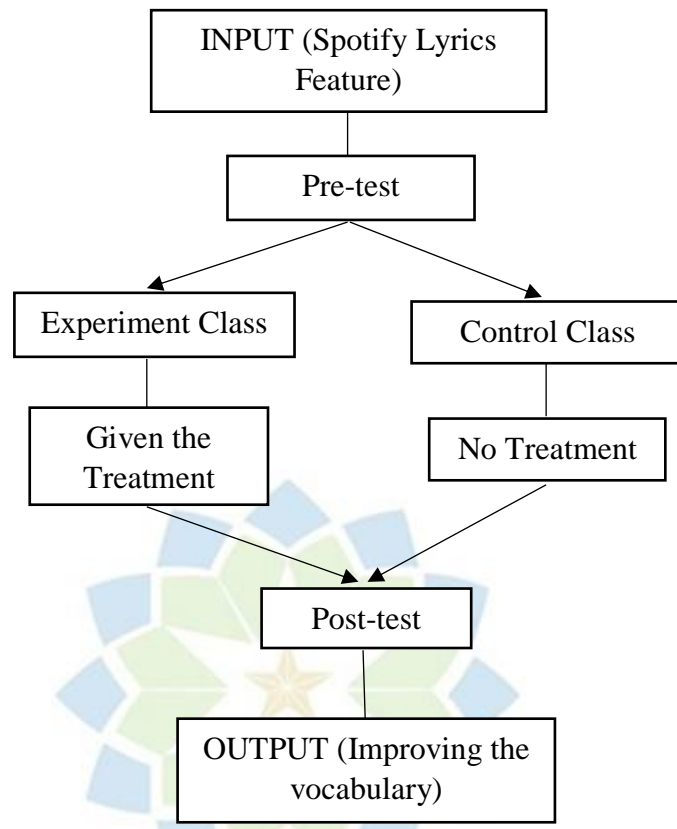 INPUT (Spotify Lyrics
Feature)
Pre-test
Experiment Class
Control Class
Given the
Treatment
No Treatment
Post-test
OUTPUT (Improving the
vocabulary)